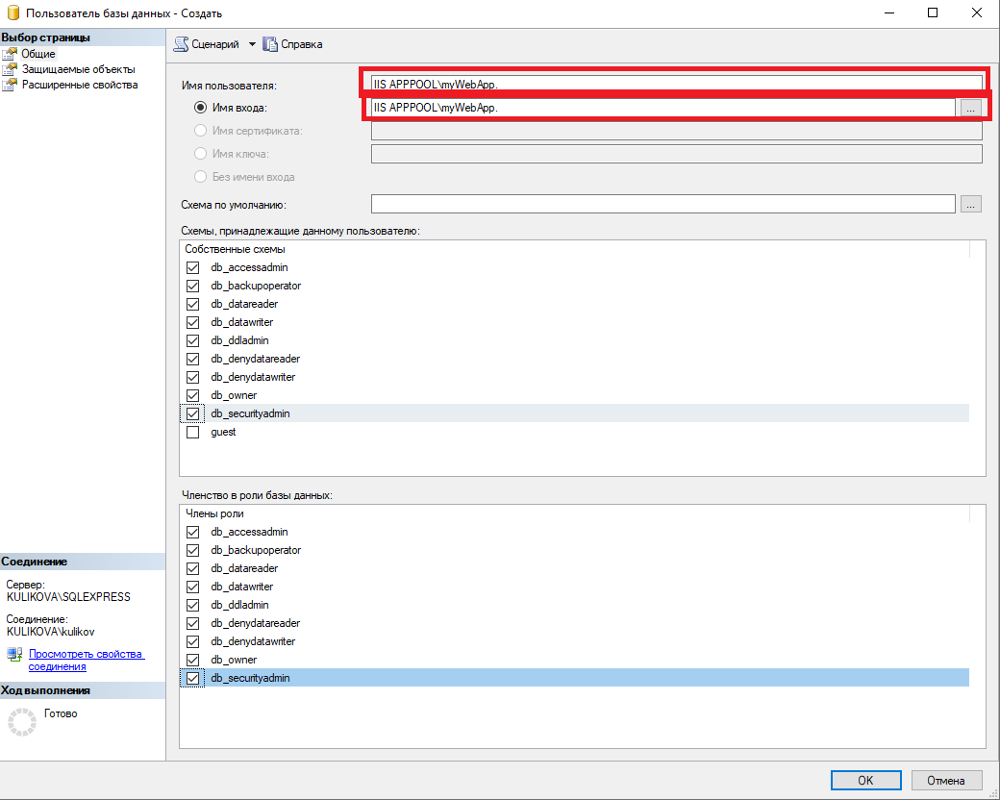 Пользователь базы данных - Создать
Выбор страницы
Общие
Защищаемые объекты
Расширенные свойства
Сценарий
Справка
Имя пользователя:
IIS APPPOOL\myWebApp.
Имя входа:
IIS APPPOOL\myWebApp.
...
Имя сертификата:
Имя ключа:
Без имени входа
Схема по умолчанию:
...
Схемы, принадлежащие данному пользователю:
Собственные схемы
db_accessadmin
db_backupoperator
db_datareader
db_datawriter
db_ddladmin
db_denydatareader
db_denydatawriter
db_owner
db_securityadmin
guest
Членство в роли базы данных:
Члены роли
db_accessadmin
db_backupoperator
db_datareader
db_datawriter
db_ddladmin
db_denydatareader
db_denydatawriter
db_owner
db_securityadmin
Соединение
Сервер:
KULIKOVA\SQLEXPRESS
Соединение:
KULIKOVA\kulikov
Просмотреть свойства
соединения
Ход выполнения
Готово
OK
Отмена